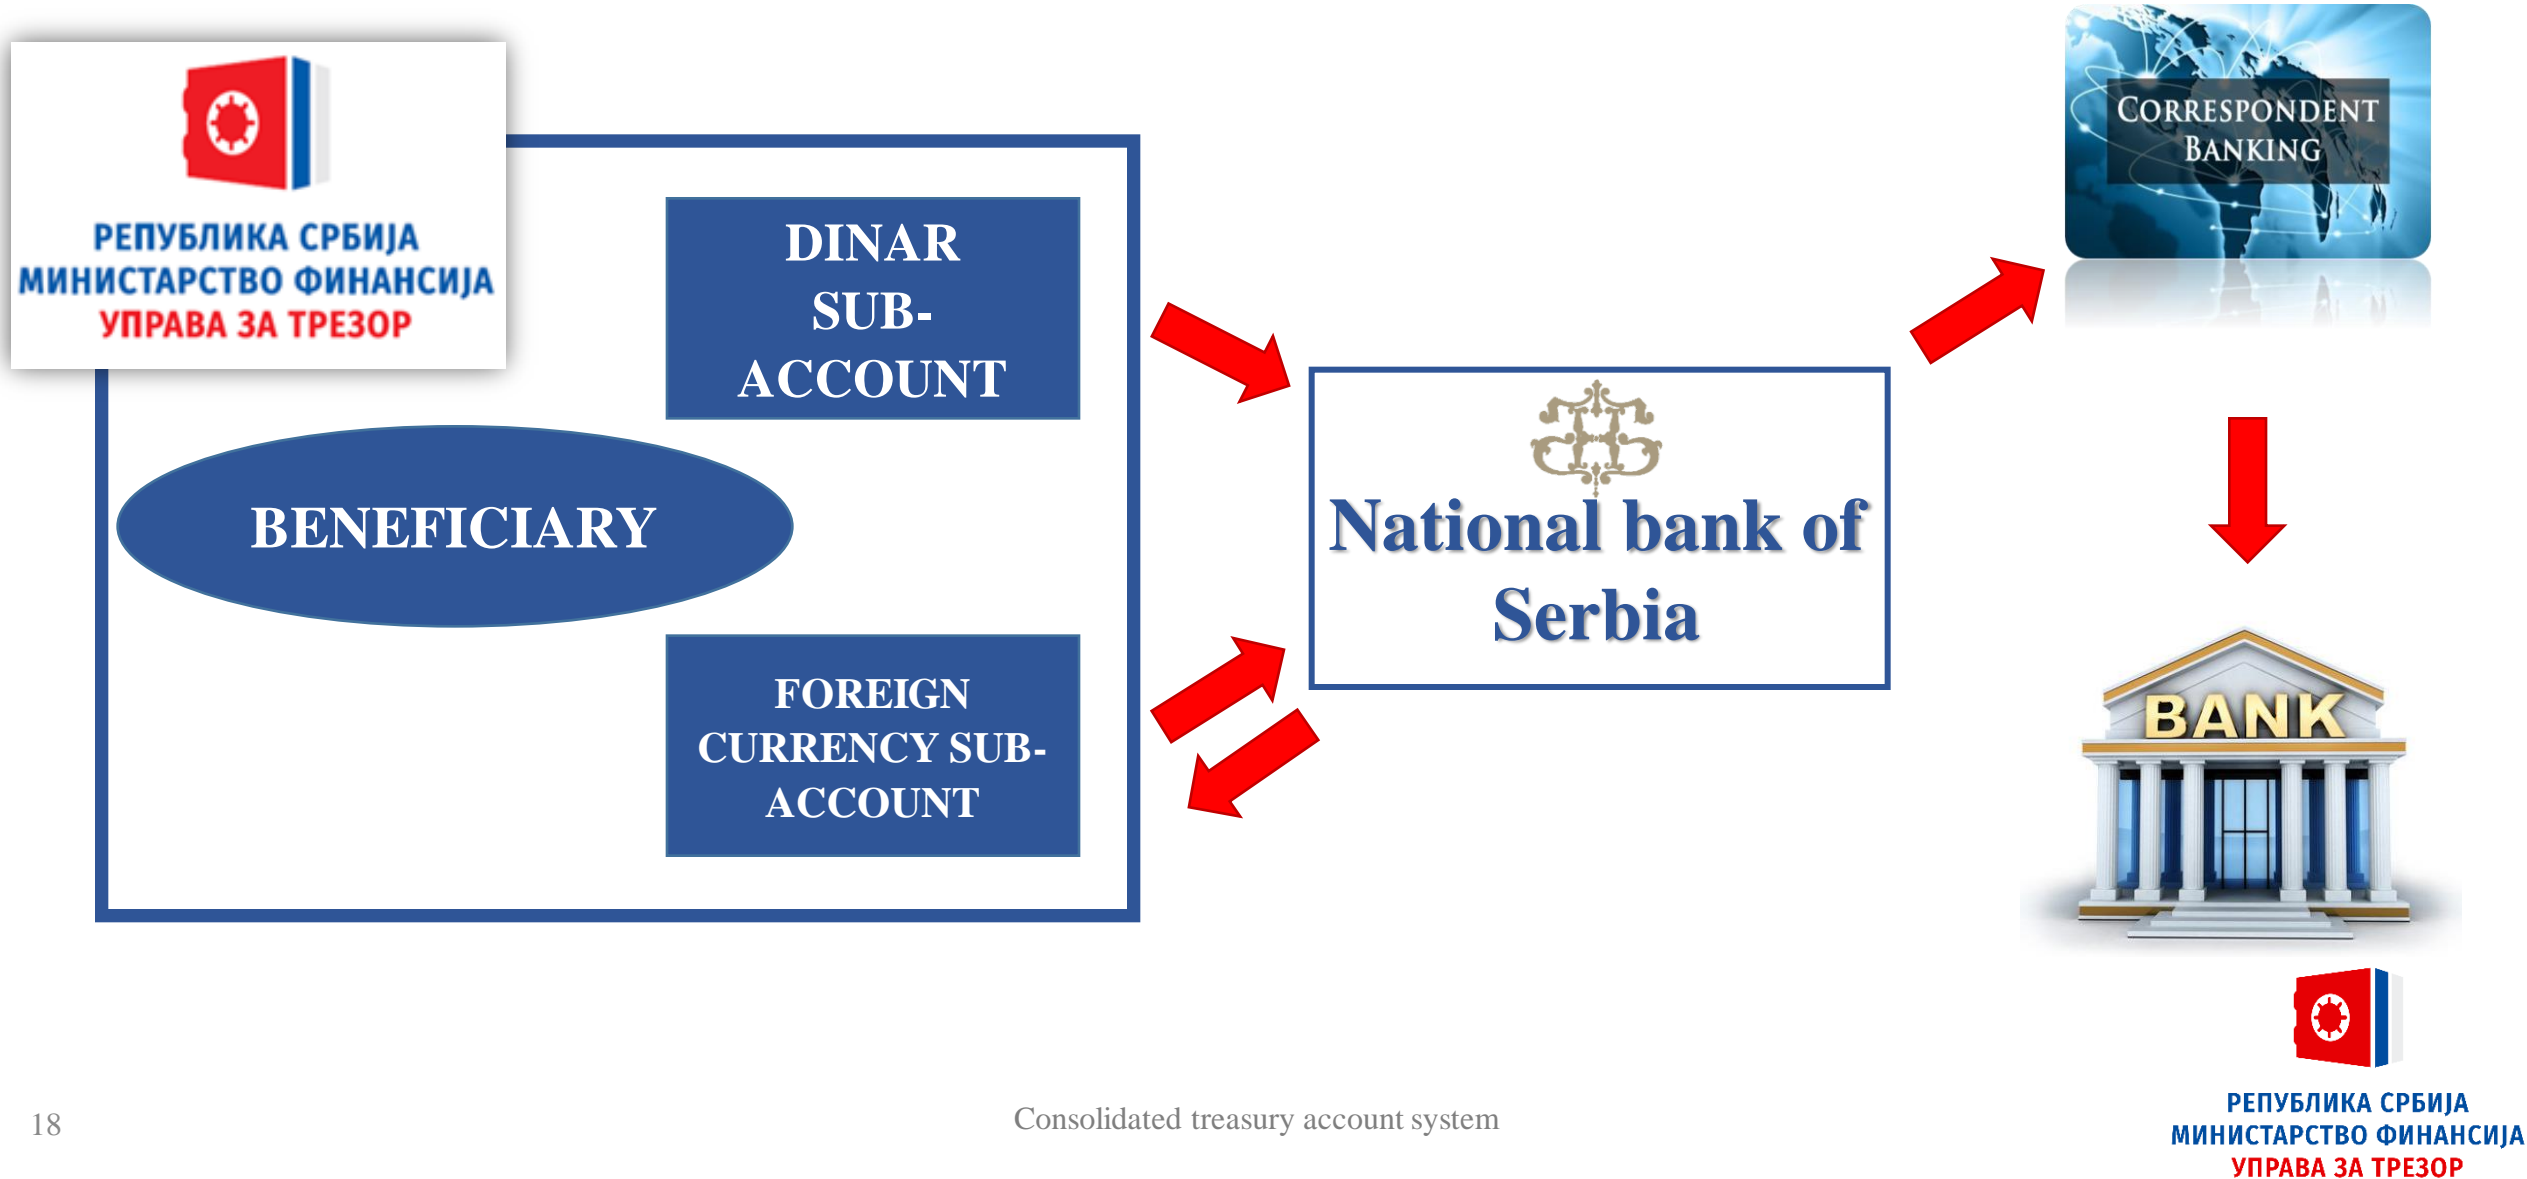 РЕПУБЛИКА СРБИЈА
МИНИСТАРСТВО ФИНАНСИЈА
УПРАВА ЗА ТРЕЗОР
DINAR
SUB-
ACCOUNT
BENEFICIARY
FOREIGN
CURRENCY SUB-
ACCOUNT
National bank of
Serbia
CORRESPONDENT
BANKING
BANK
18
Consolidated treasury account system
РЕПУБЛИКА СРБИЈА
МИНИСТАРСТВО ФИНАНСИЈА
УПРАВА ЗА ТРЕЗОР